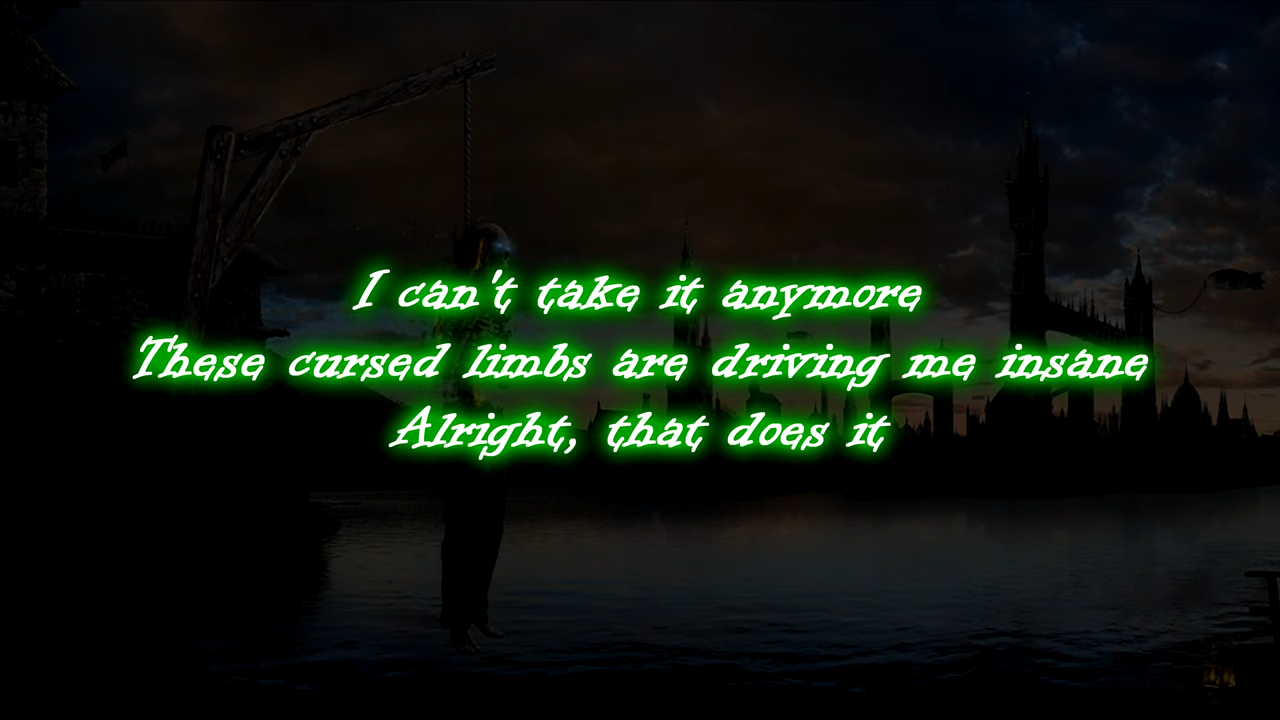 I can't take it anymore
These cursed limbs are driving me insane
Alright, that does it